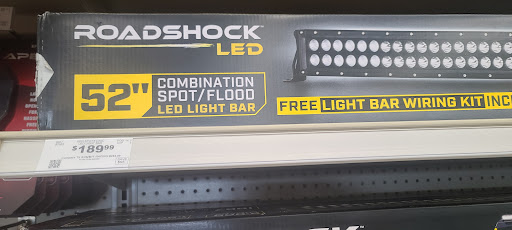 ROADSHOCK
LED
52"
COMBINATION
SPOT/FLOOD
LED LIGHT BAR
FREE LIGHT BAR WIRING KIT INC
$189.99